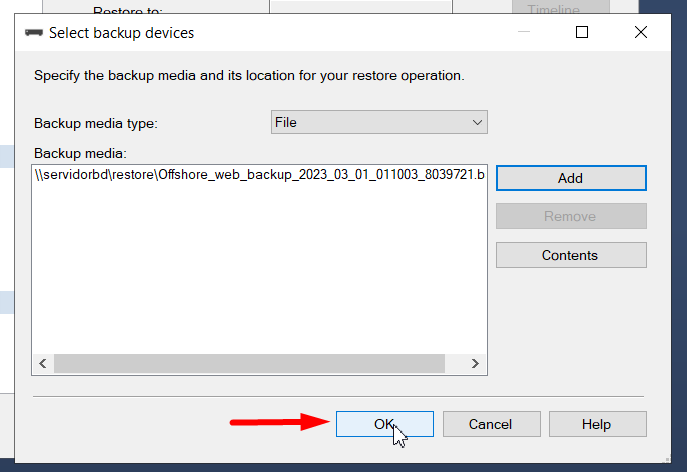 Restore to:
Timeline
Select backup devices
Specify the backup media and its location for your restore operation.
Backup media type:
File
Backup media:
\\servidorbd\restore\Offshore_web_backup_2023_03_01_011003_8039721.b
Add
Remove
Contents
OK
Cancel
Help